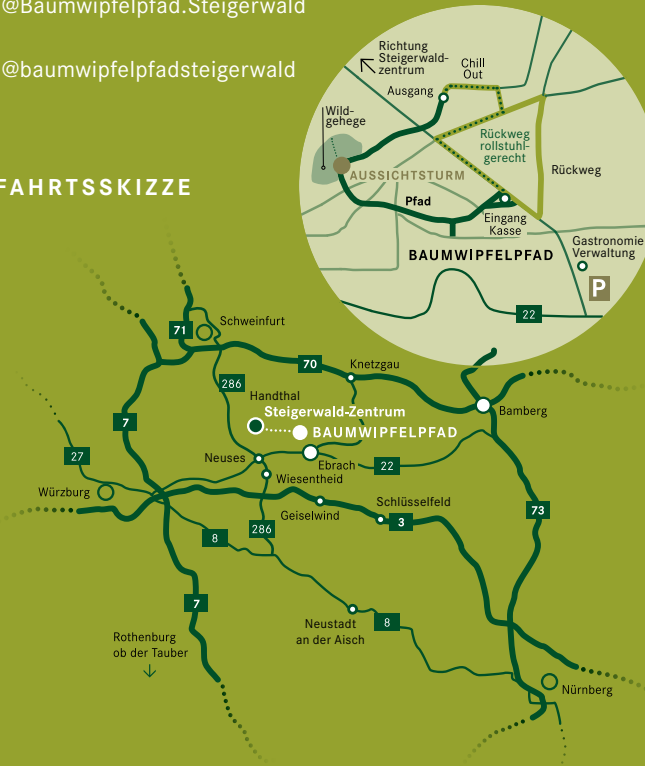 @Baumwipfelpfad.Steigerwald
@baumwipfelpfadsteigerwald
FAHRTSSKIZZE
Richtung
Steigerwald-
zentrum
Chill
Out
Ausgang
Wild-
gehege
Rückweg
rollstuhl-
gerecht
Rückweg
AUSSICHTSTURM
Pfad
Eingang
Kasse
BAUMWIPFELPFAD
Gastronomie
Verwaltung
P
22
71
Schweinfurt
70
Knetzgau
286
Handthal
Steigerwald-Zentrum
BAUMWIPFELPFAD
Bamberg
7
27
Neuses
Ebrach
22
Wiesentheid
Würzburg
Geiselwind
Schlüsselfeld
3
73
286
8
7
Neustadt
an der Aisch
8
Rothenburg
ob der Tauber
Nürnberg